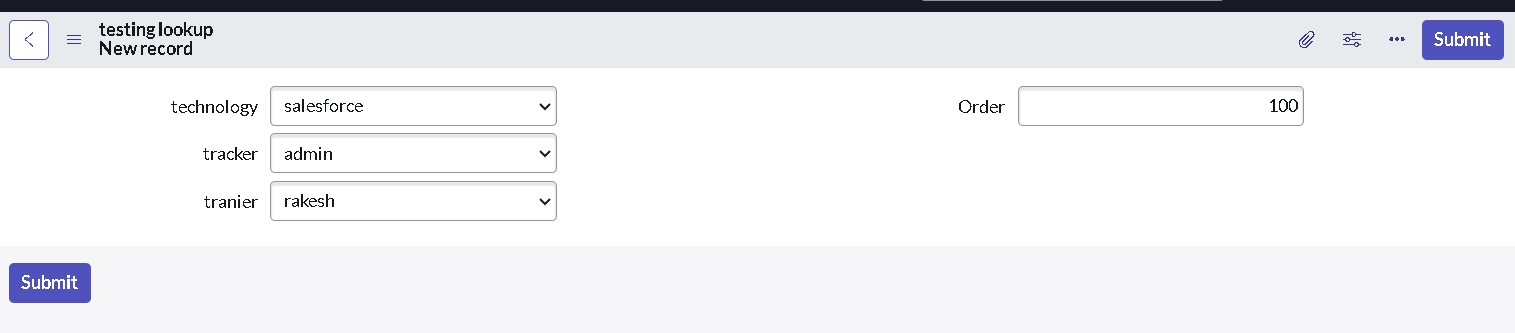 testing lookup
New record
Submit
technology salesforce
Order 100
tracker admin
tranier rakesh
Submit